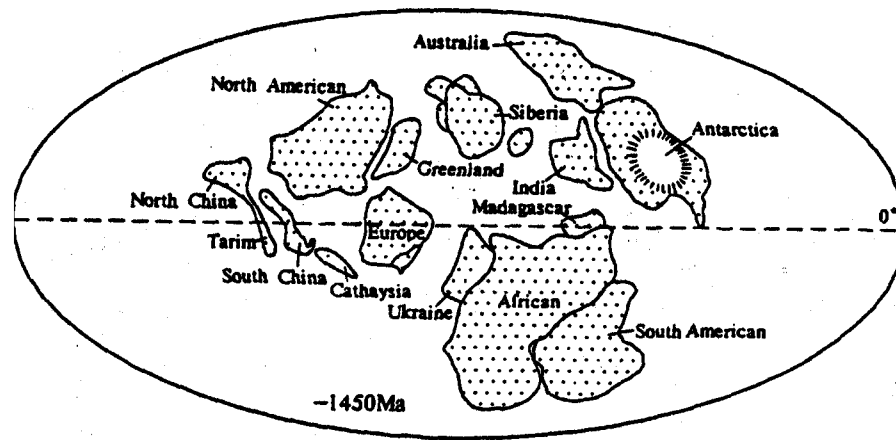 Australia
North American
Siberia
Antarctica
Greenland
India
North China
Madagascar
0°
Europe
Tarim
South China
Cathaysia
Ukraine
African
South American
−1450Ma